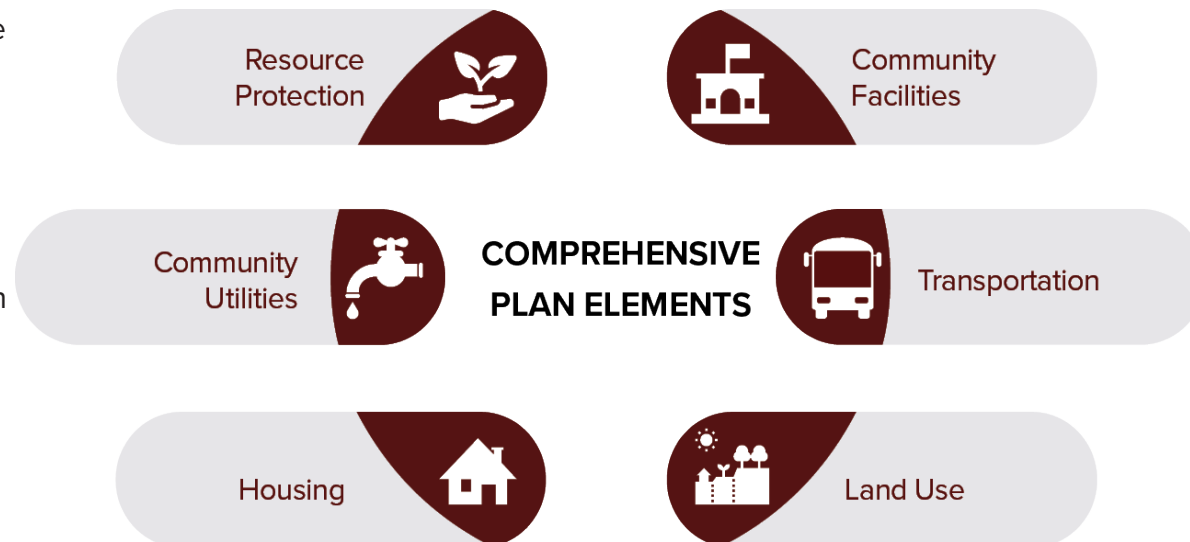 Resource
Protection
Community
Facilities
Community
Utilities
COMPREHENSIVE
PLAN ELEMENTS
Transportation
Housing
Land Use